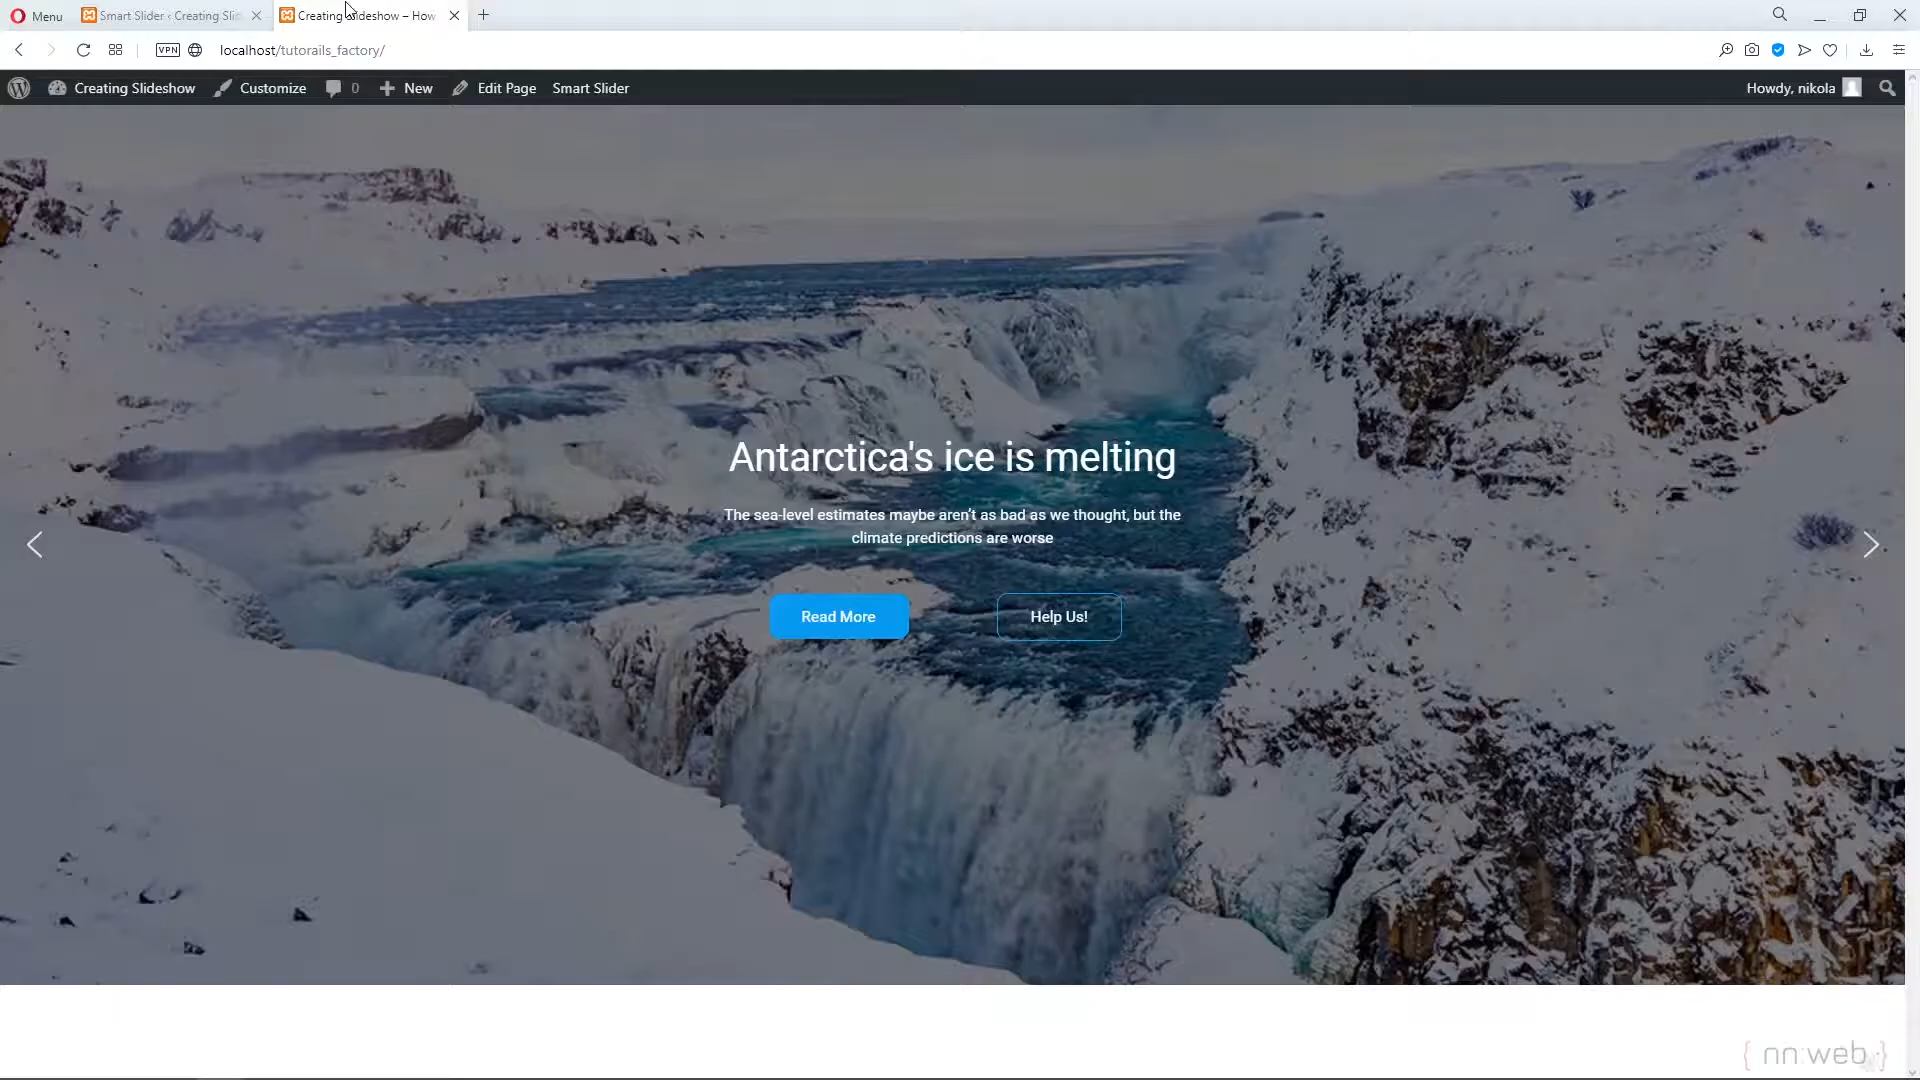 Menu
Smart Slider ‹ Creating Slid
Creating Slideshow – How
VPN
localhost/tutorails_factory/
Creating Slideshow
Customize
0
New
Edit Page
Smart Slider
Howdy, nikola
Antarctica's ice is melting
The sea-level estimates maybe aren't as bad as we thought, but the
climate predictions are worse
Read More
Help Us!
{ nn:web }